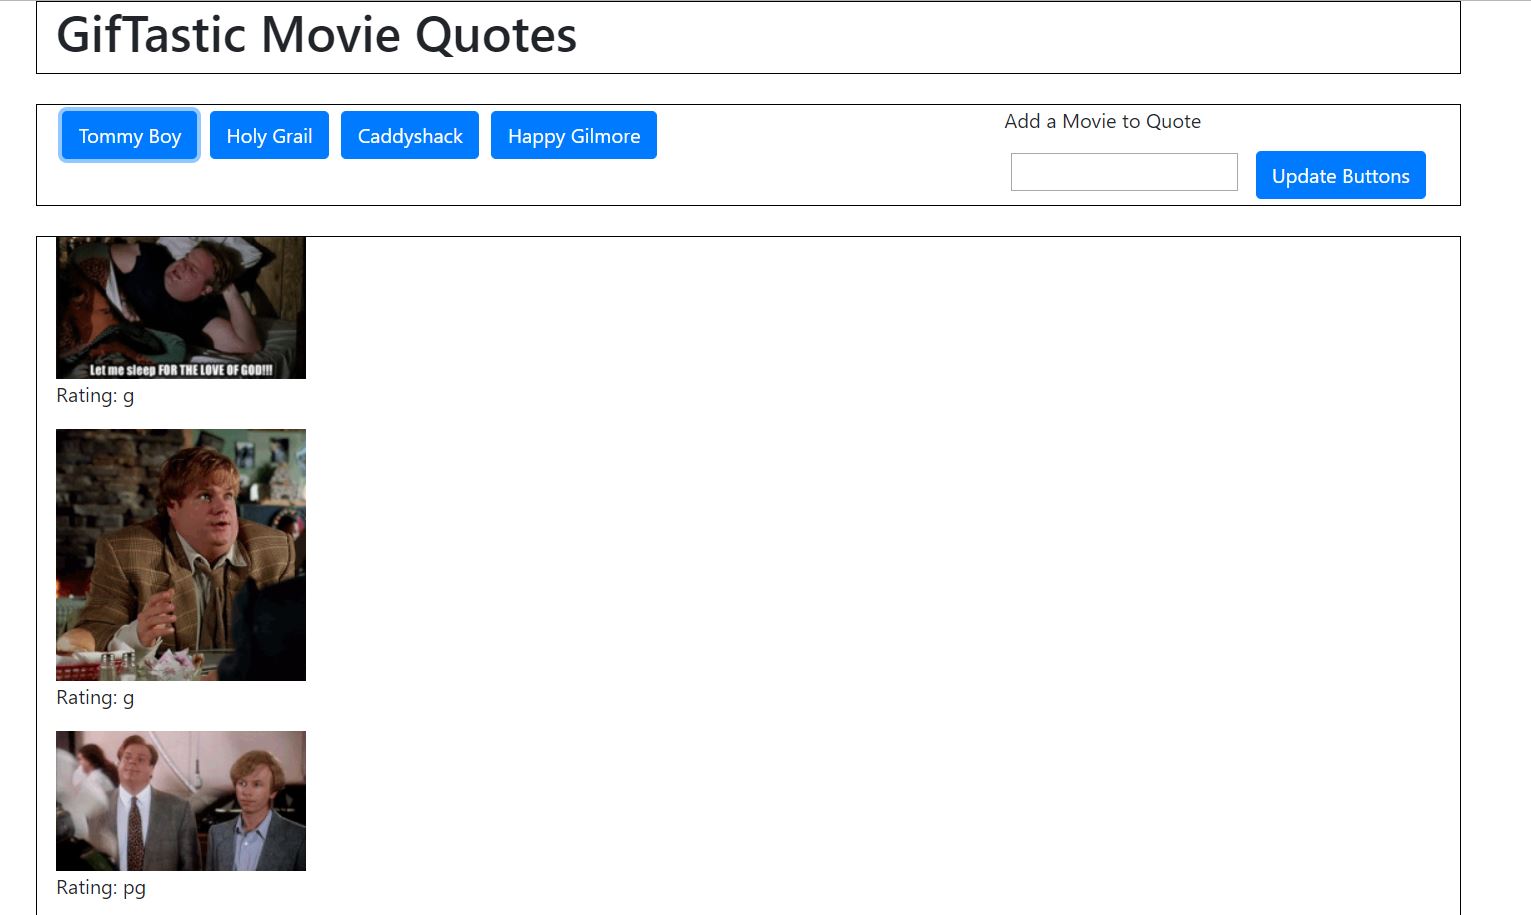 GifTastic Movie Quotes
Tommy Boy Holy Grail Caddyshack Happy Gilmore
Add a Movie to Quote
Update Buttons
Let me sleep FOR THE LOVE OF GOD!!!
Rating: g
Rating: g
Rating: pg